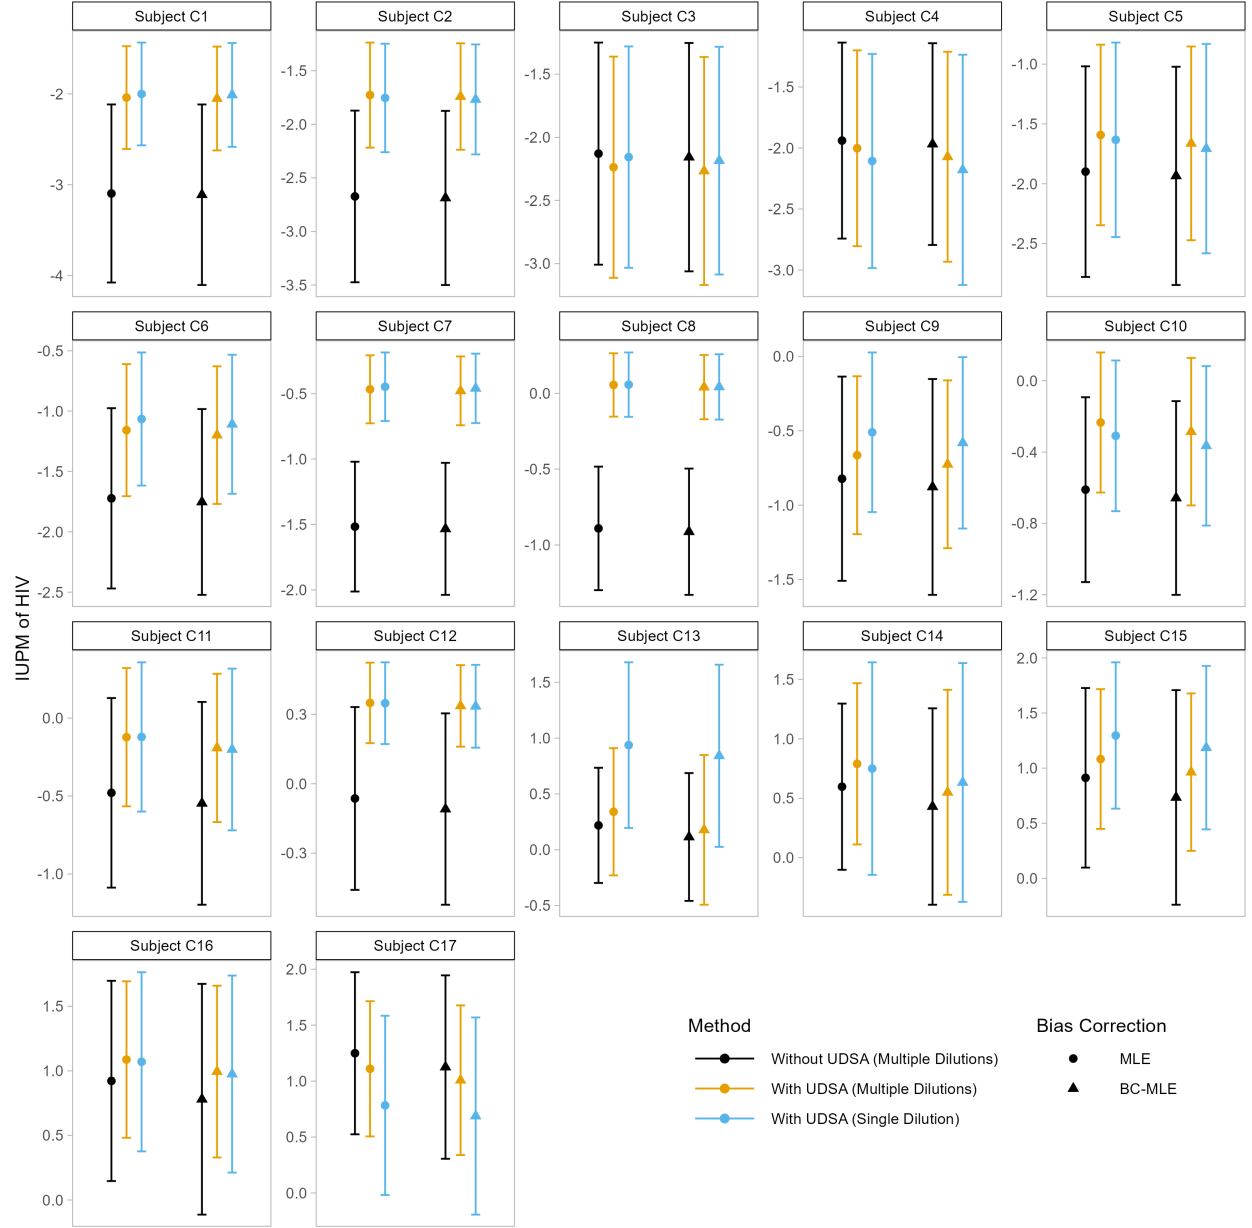 Subject C1
Subject C2
Subject C3
Subject C4
Subject C5
-2
-3
-4
-1.5
-2.0
-2.5
-3.0
-3.5
-1.5
-2.0
-2.5
-3.0
-1.5
-2.0
-2.5
-3.0
-1.0
-1.5
-2.0
-2.5
Subject C6
Subject C7
Subject C8
Subject C9
Subject C10
-0.5
-1.0
-1.5
-2.0
-2.5
-0.5
-1.0
-1.5
-2.0
0.0
-0.5
-1.0
0.0
-0.5
-1.0
-1.5
0.0
-0.4
-0.8
-1.2
IUPM of HIV
Subject C11
Subject C12
Subject C13
Subject C14
Subject C15
0.0
-0.5
-1.0
0.3
0.0
-0.3
1.5
1.0
0.5
0.0
-0.5
1.5
1.0
0.5
0.0
2.0
1.5
1.0
0.5
0.0
Subject C16
Subject C17
1.5
1.0
0.5
0.0
2.0
1.5
1.0
0.5
0.0
Method
Without UDSA (Multiple Dilutions)
With UDSA (Multiple Dilutions)
With UDSA (Single Dilution)
Bias Correction
MLE
BC-MLE